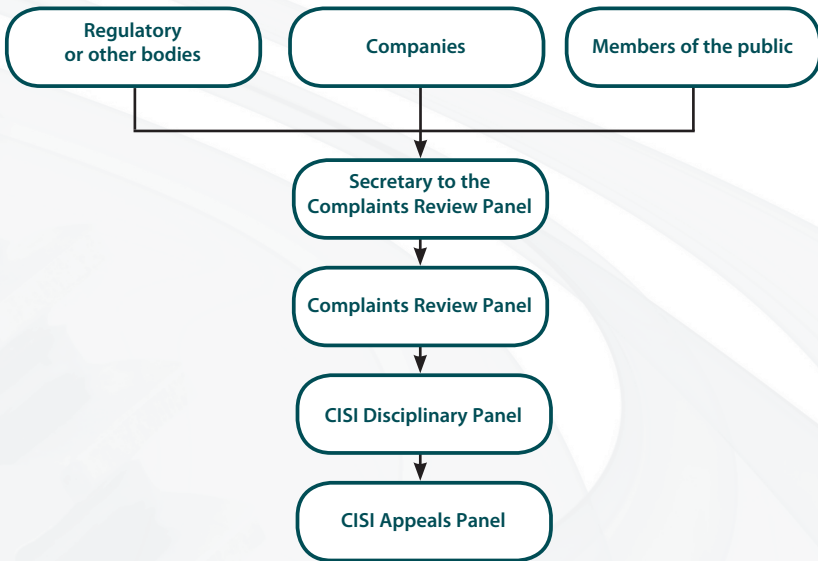 Regulatory
or other bodies
Companies
Members of the public
Secretary to the
Complaints Review Panel
Complaints Review Panel
CISI Disciplinary Panel
CISI Appeals Panel